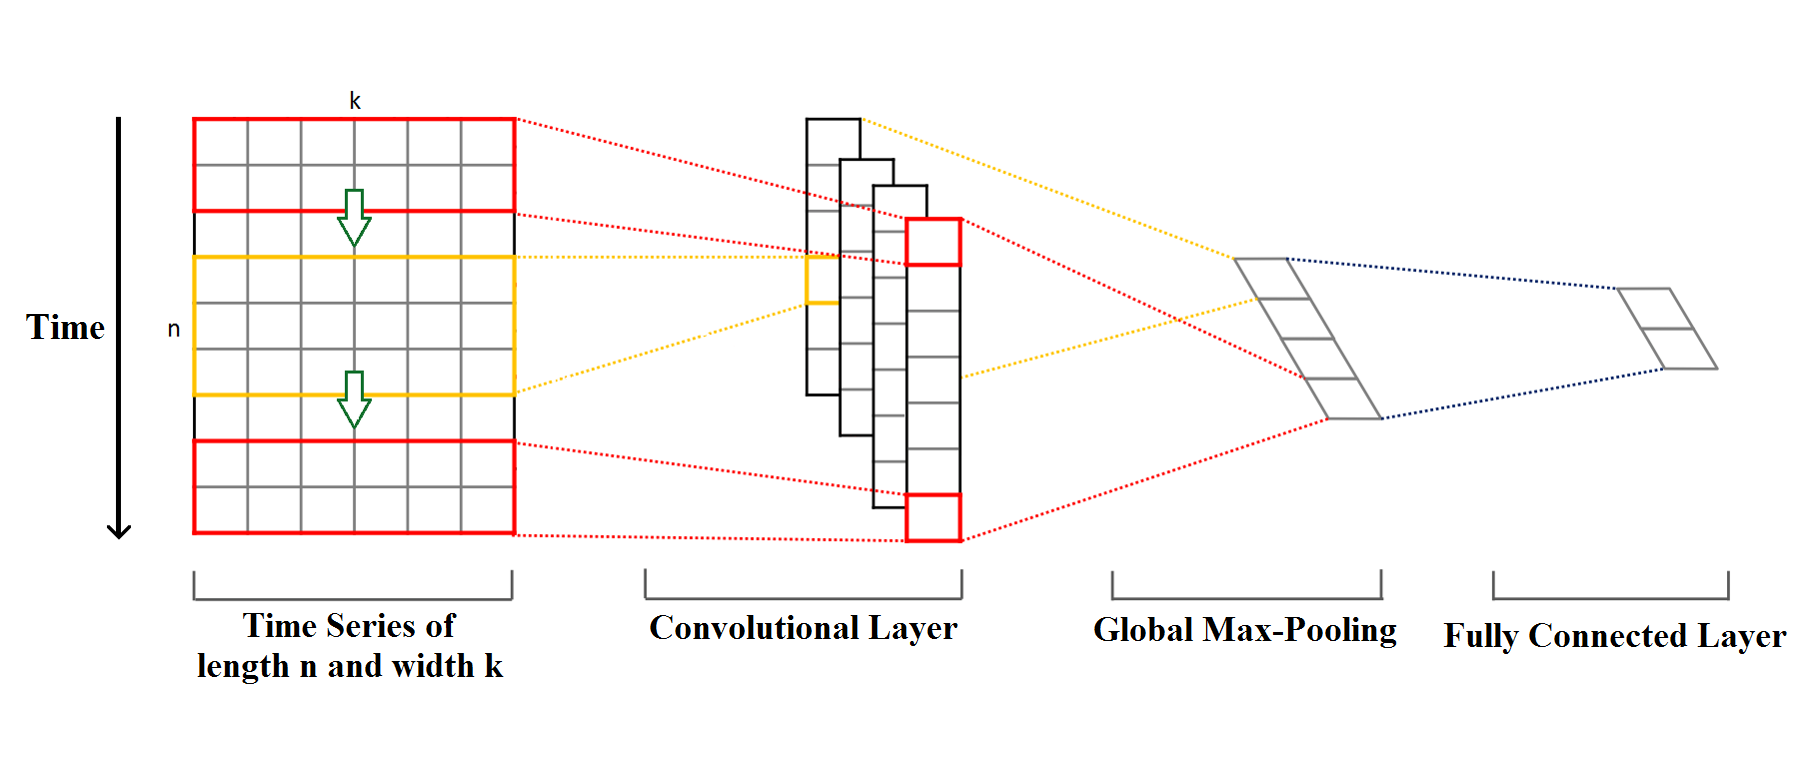 k
Time
n
Time Series of
length n and width k
Convolutional Layer
Global Max-Pooling
Fully Connected Layer